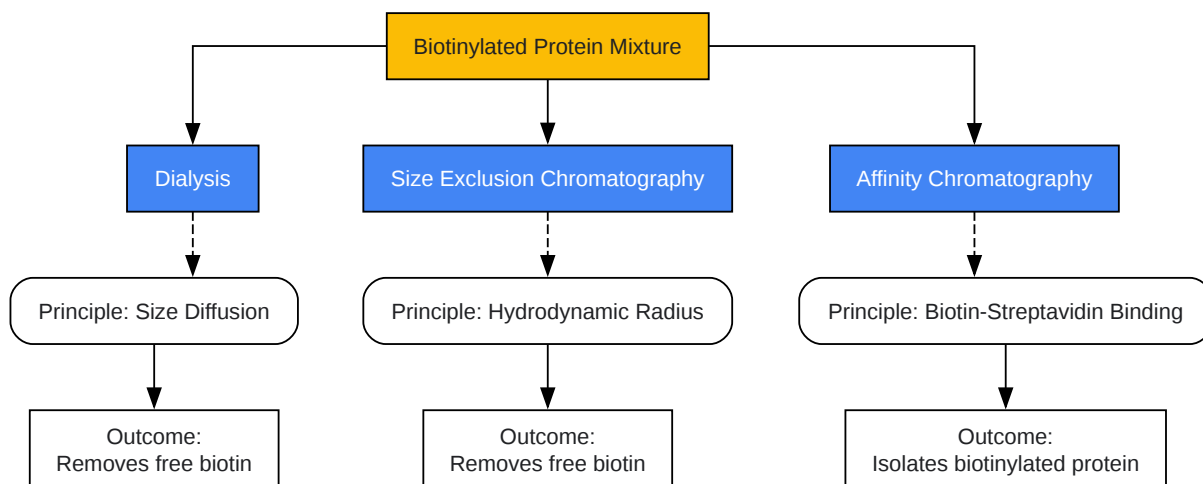 Biotinylated Protein Mixture
Dialysis
Size Exclusion Chromatography
Affinity Chromatography
Principle: Size Diffusion
Principle: Hydrodynamic Radius
Principle: Biotin-Streptavidin Binding
Outcome:
Removes free biotin
Outcome:
Removes free biotin
Outcome:
Isolates biotinylated protein